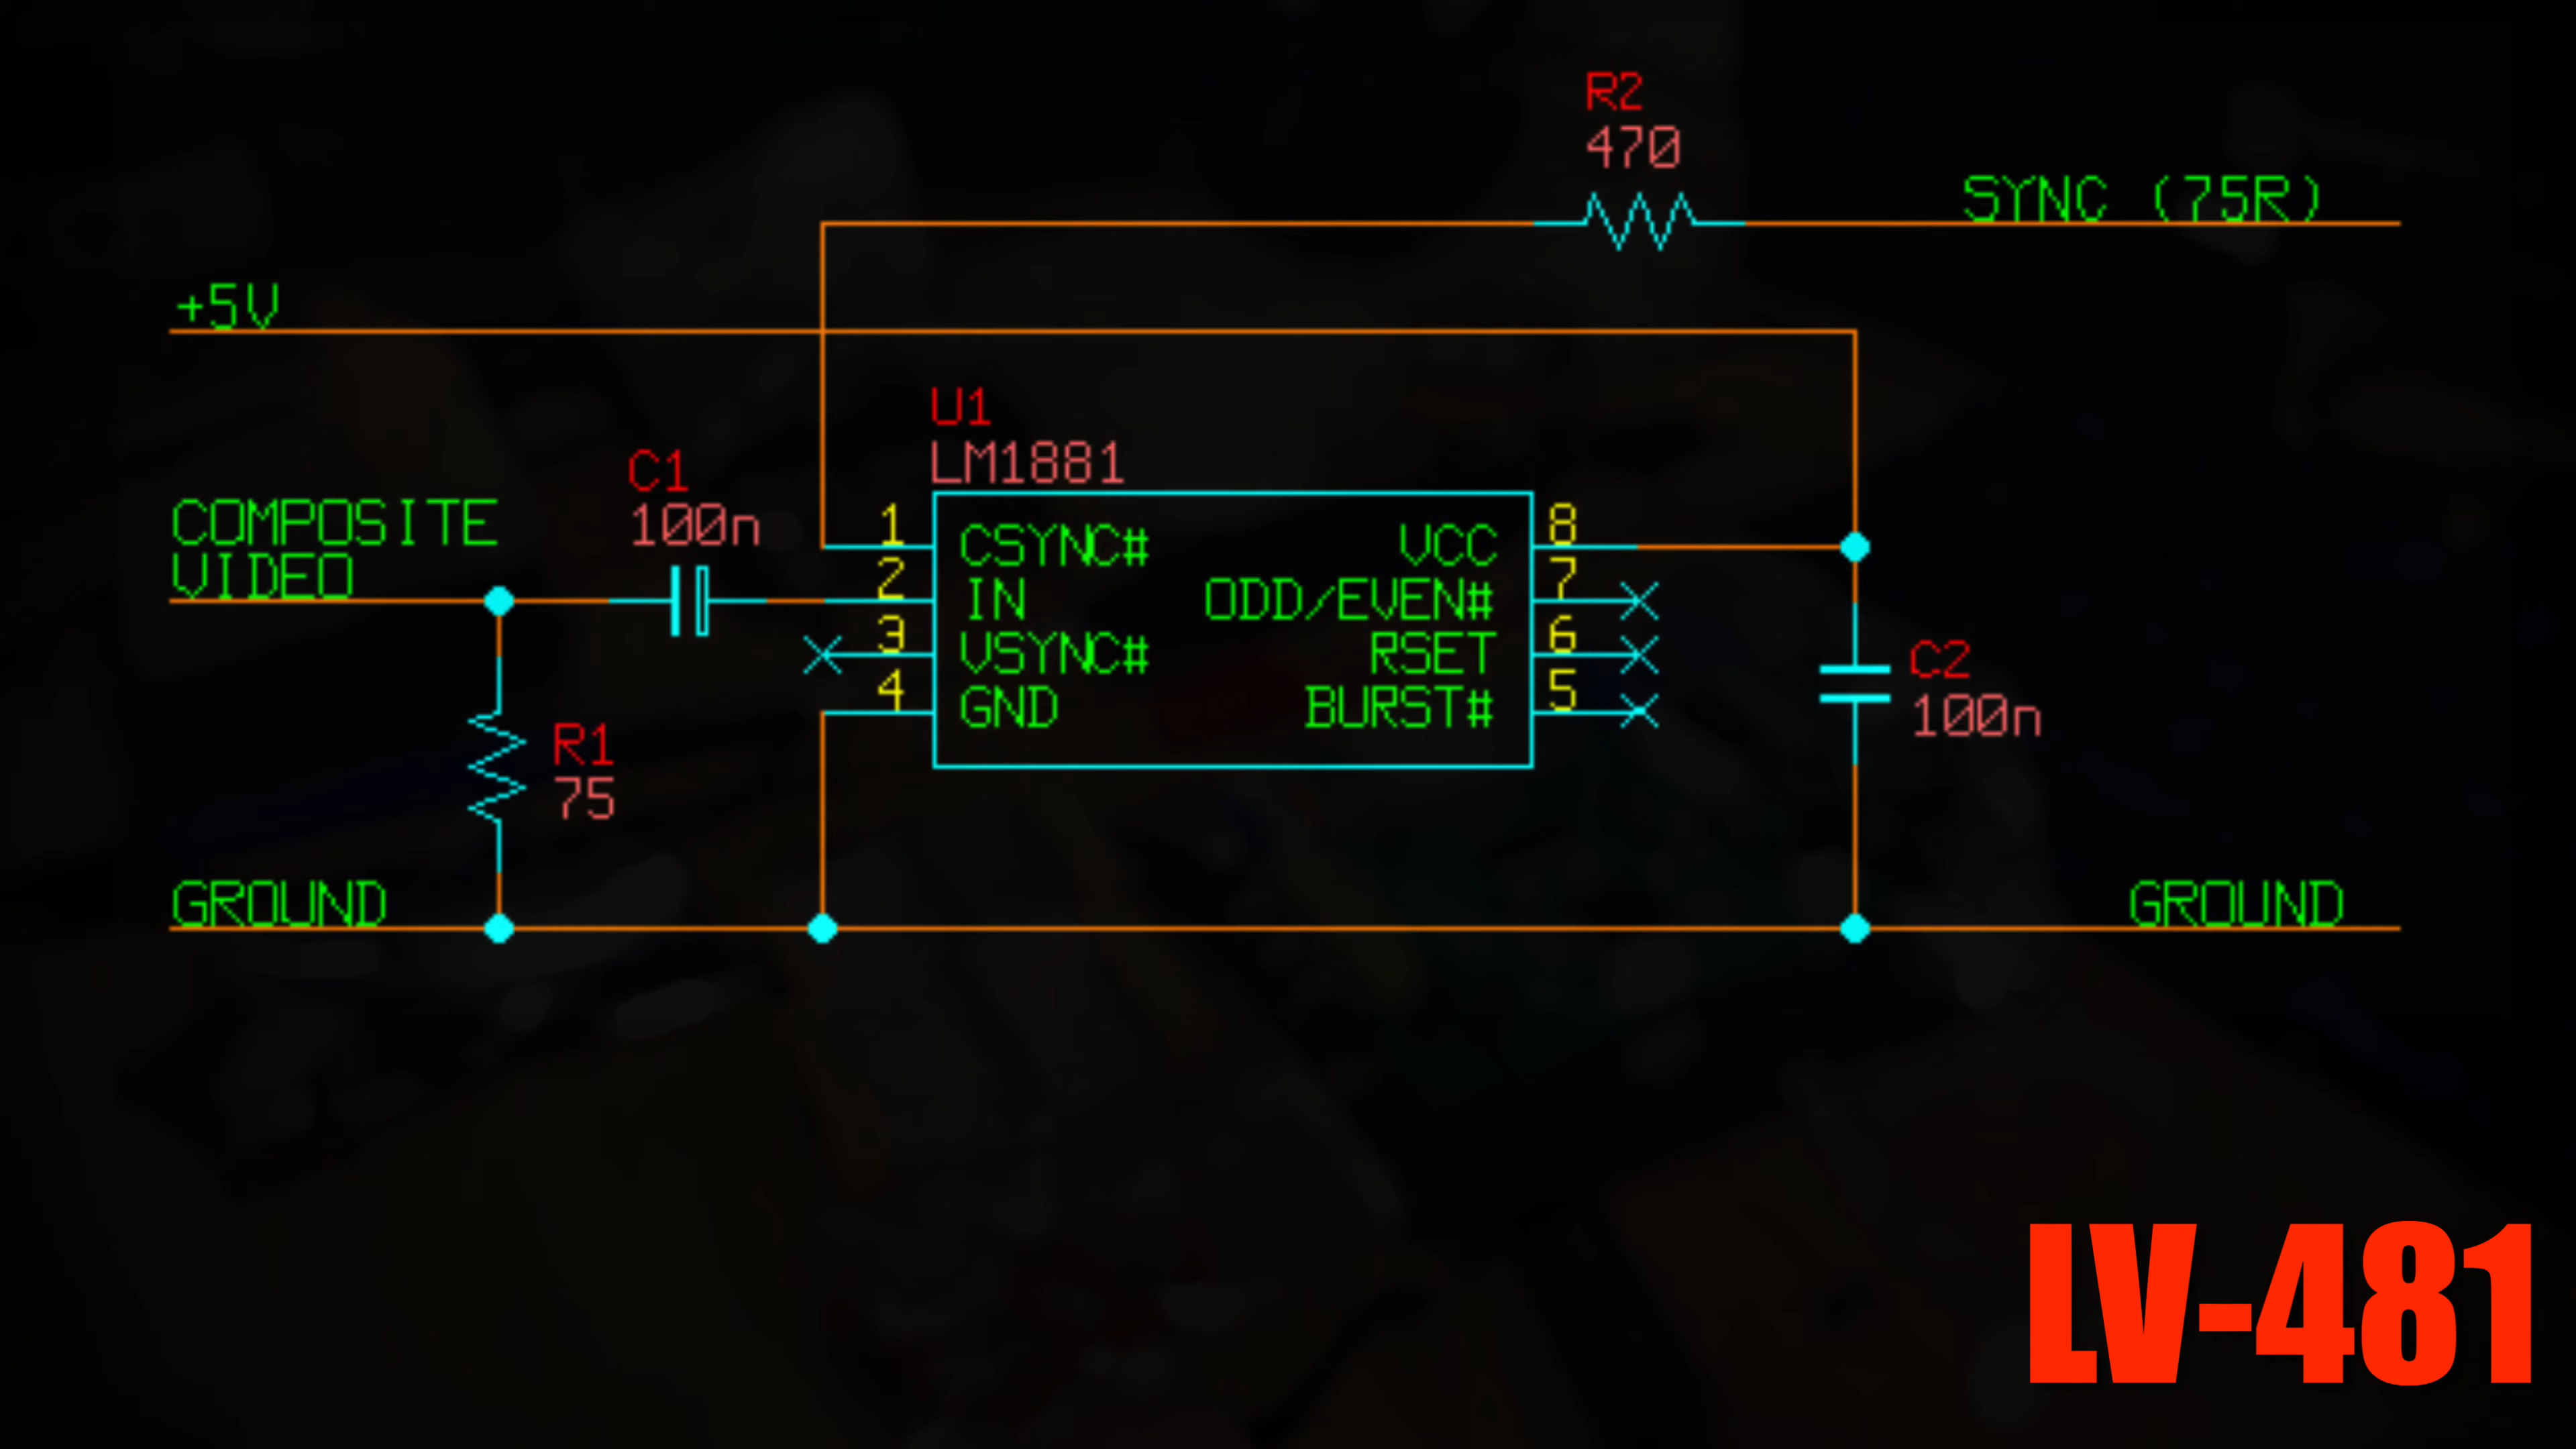 R2
470
SYNC (75R)
+5V
U1
LM1881
C1
100n
COMPOSITE
VIDEO
1
CSYNC#
VCC
8
2
IN
ODD/EVEN#
7
3
VSYNC#
RSET
6
4
GND
BURST#
5
C2
100n
R1
75
GROUND
GROUND
LV-481